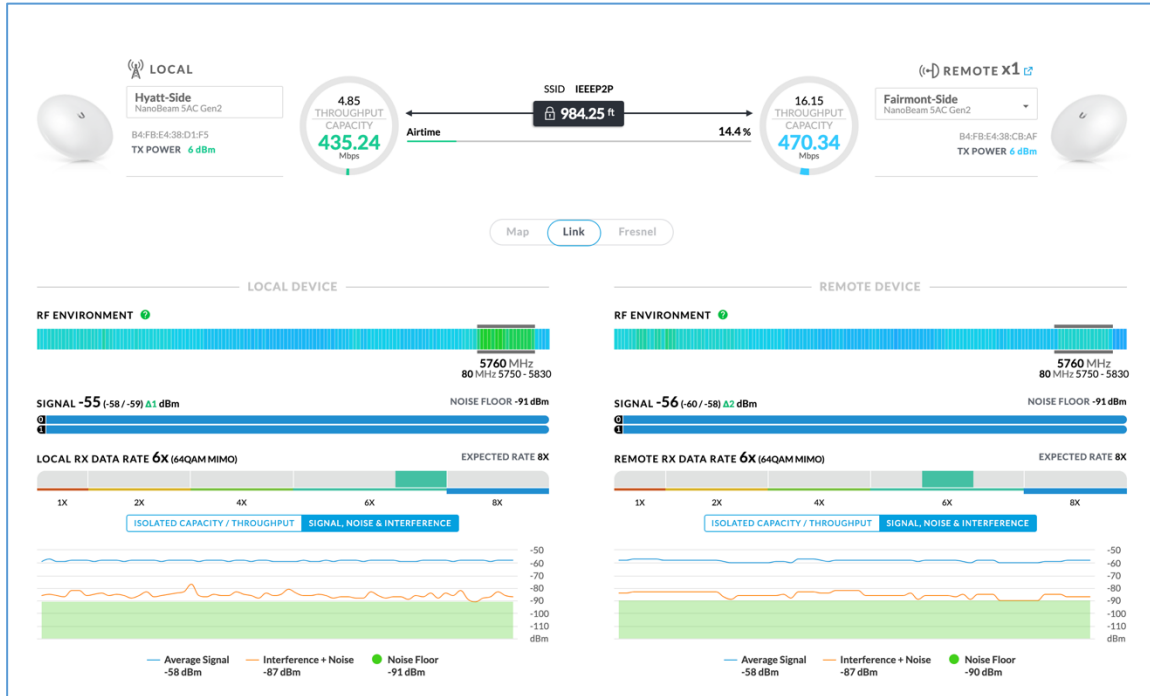 LOCAL
Hyatt-Side
NanoBeam 5AC Gen2
B4:FB:E4:38:D1:F5
TX POWER 6 dBm
4.85
THROUGHPUT
CAPACITY
435.24
Mbps
SSID IEEEP2P
984.25 ft
Airtime 14.4 %
16.15
THROUGHPUT
CAPACITY
470.34
Mbps
REMOTE X1
Fairmont-Side
NanoBeam 5AC Gen2
B4:FB:E4:38:CB:AF
TX POWER 6 dBm
Map Link Fresnel
LOCAL DEVICE
RF ENVIRONMENT ?
5760 MHz
80 MHz 5750 - 5830
SIGNAL -55 (-58 / -59) Δ1 dBm NOISE FLOOR -91 dBm
0
1
LOCAL RX DATA RATE 6X (64QAM MIMO) EXPECTED RATE 8X
1X 2X 4X 6X 8X
ISOLATED CAPACITY / THROUGHPUT SIGNAL, NOISE & INTERFERENCE
-50
-60
-70
-80
-90
-100
-110
dBm
Average Signal Interference + Noise Noise Floor
-58 dBm -87 dBm -91 dBm
REMOTE DEVICE
RF ENVIRONMENT ?
5760 MHz
80 MHz 5750 - 5830
SIGNAL -56 (-60 / -58) Δ2 dBm NOISE FLOOR -91 dBm
0
1
REMOTE RX DATA RATE 6X (64QAM MIMO) EXPECTED RATE 8X
1X 2X 4X 6X 8X
ISOLATED CAPACITY / THROUGHPUT SIGNAL, NOISE & INTERFERENCE
-50
-60
-70
-80
-90
-100
-110
dBm
Average Signal Interference + Noise Noise Floor
-58 dBm -87 dBm -90 dBm